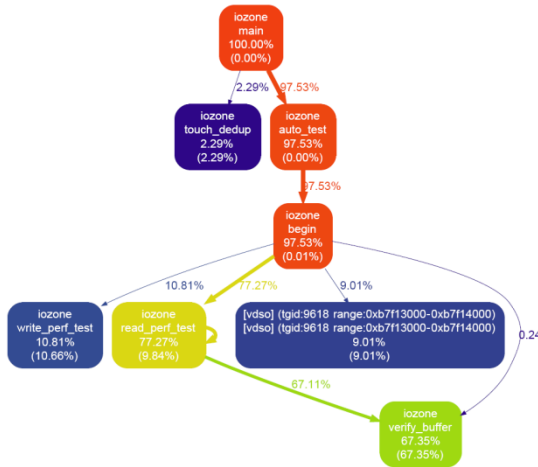 iozone
main
100.00%
(0.00%)
2.29%
97.53%
iozone
touch_dedup
2.29%
(2.29%)
iozone
auto_test
97.53%
(0.00%)
97.53%
iozone
begin
97.53%
(0.01%)
10.81%
77.27%
9.01%
iozone
write_perf_test
10.81%
(10.66%)
iozone
read_perf_test
77.27%
(9.84%)
[vdso] (tgid:9618 range:0xb7f13000-0xb7f14000)
[vdso] (tgid:9618 range:0xb7f13000-0xb7f14000)
9.01%
(9.01%)
0.24
67.11%
iozone
verify_buffer
67.35%
(67.35%)